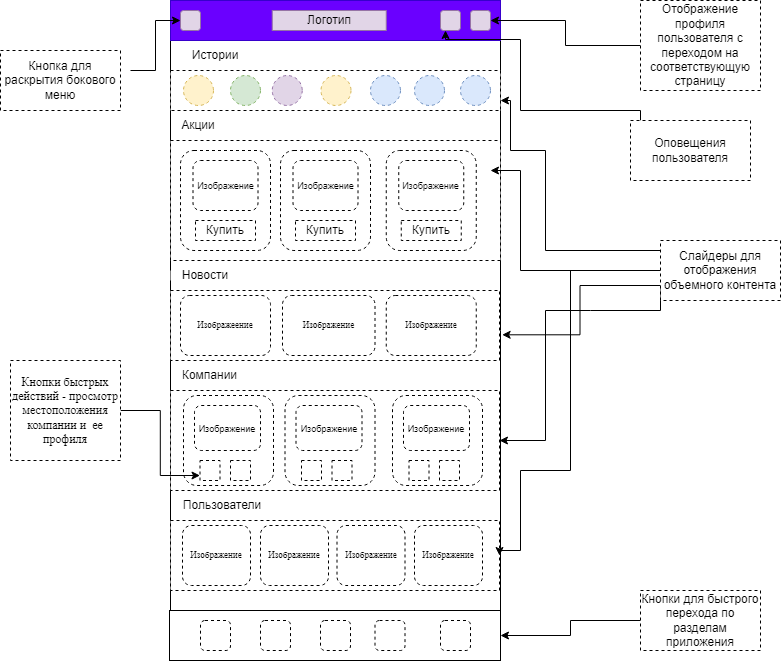 Логотип
Отображение
профиля
пользователя с
переходом на
соответствующую
страницу
Кнопка для
раскрытия бокового
меню
Истории
Акции
Оповещения
пользователя
Изображение
Изображение
Изображение
Купить
Купить
Купить
Слайдеры для
отображения
объемного контента
Новости
Изображеение
Изображение
Изображение
Компании
Кнопки быстрых
действий - просмотр
местоположения
компании и ее
профиля
Изображение
Изображение
Изображение
Пользователи
Изображение
Изображение
Изображение
Изображение
Кнопки для быстрого
перехода по
разделам
приложения